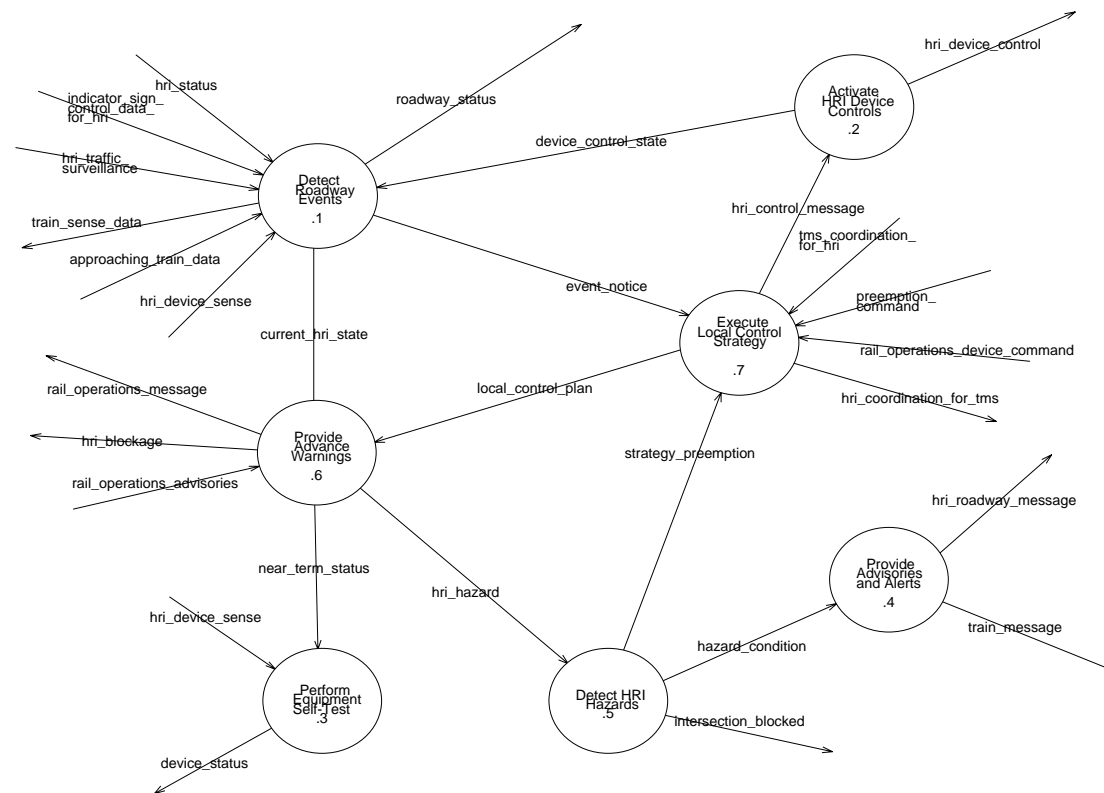 hri_device_control
hri_status
indicator_sign_
control_data_
for_hri
roadway_status
Activate
HRI Device
Controls
.2
device_control_state
hri_traffic_
surveillance
Detect
Roadway
Events
.1
train_sense_data
hri_control_message
tms_coordination_
for_hri
approaching_train_data
hri_device_sense
event_notice
preemption_
command
current_hri_state
Execute
Local Control
Strategy
.7
rail_operations_device_command
rail_operations_message
local_control_plan
hri_coordination_for_tms
hri_blockage
Provide
Advance
Warnings
.6
strategy_preemption
rail_operations_advisories
hri_roadway_message
near_term_status
hri_hazard
Provide
Advisories
and Alerts
.4
hri_device_sense
hazard_condition
train_message
Perform
Equipment
Self-Test
.3
Detect HRI
Hazards
.5
intersection_blocked
device_status